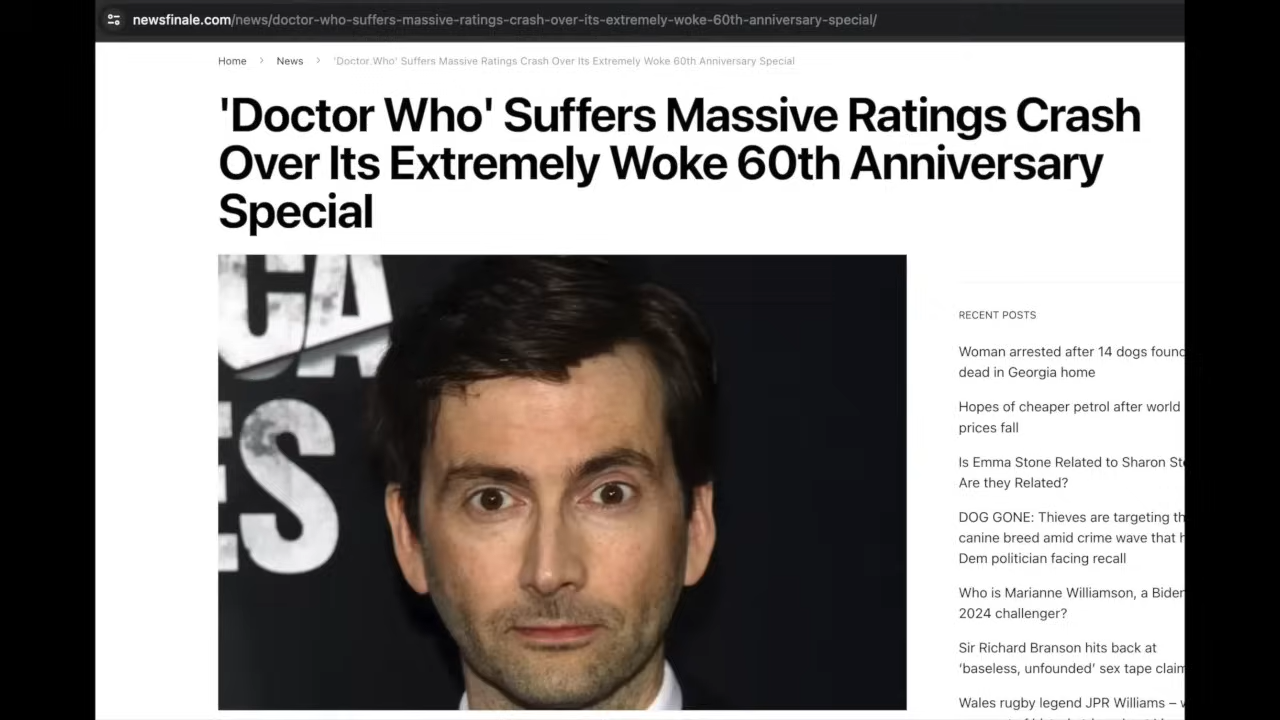 newsfinale.com/news/doctor-who-suffers-massive-ratings-crash-over-its-extremely-woke-60th-anniversary-special/
Home > News > 'Doctor Who' Suffers Massive Ratings Crash Over Its Extremely Woke 60th Anniversary Special
'Doctor Who' Suffers Massive Ratings Crash
Over Its Extremely Woke 60th Anniversary
Special
CA
ES
RECENT POSTS
Woman arrested after 14 dogs found
dead in Georgia home
Hopes of cheaper petrol after world
prices fall
Is Emma Stone Related to Sharon
Are they Related?
DOG GONE: Thieves are targeting
canine breed amid crime wave that
Dem politician facing recall
Who is Marianne Williamson, a Biden
2024 challenger?
Sir Richard Branson hits back at
‘baseless, unfounded’ sex tape
Wales rugby legend JPR Williams –